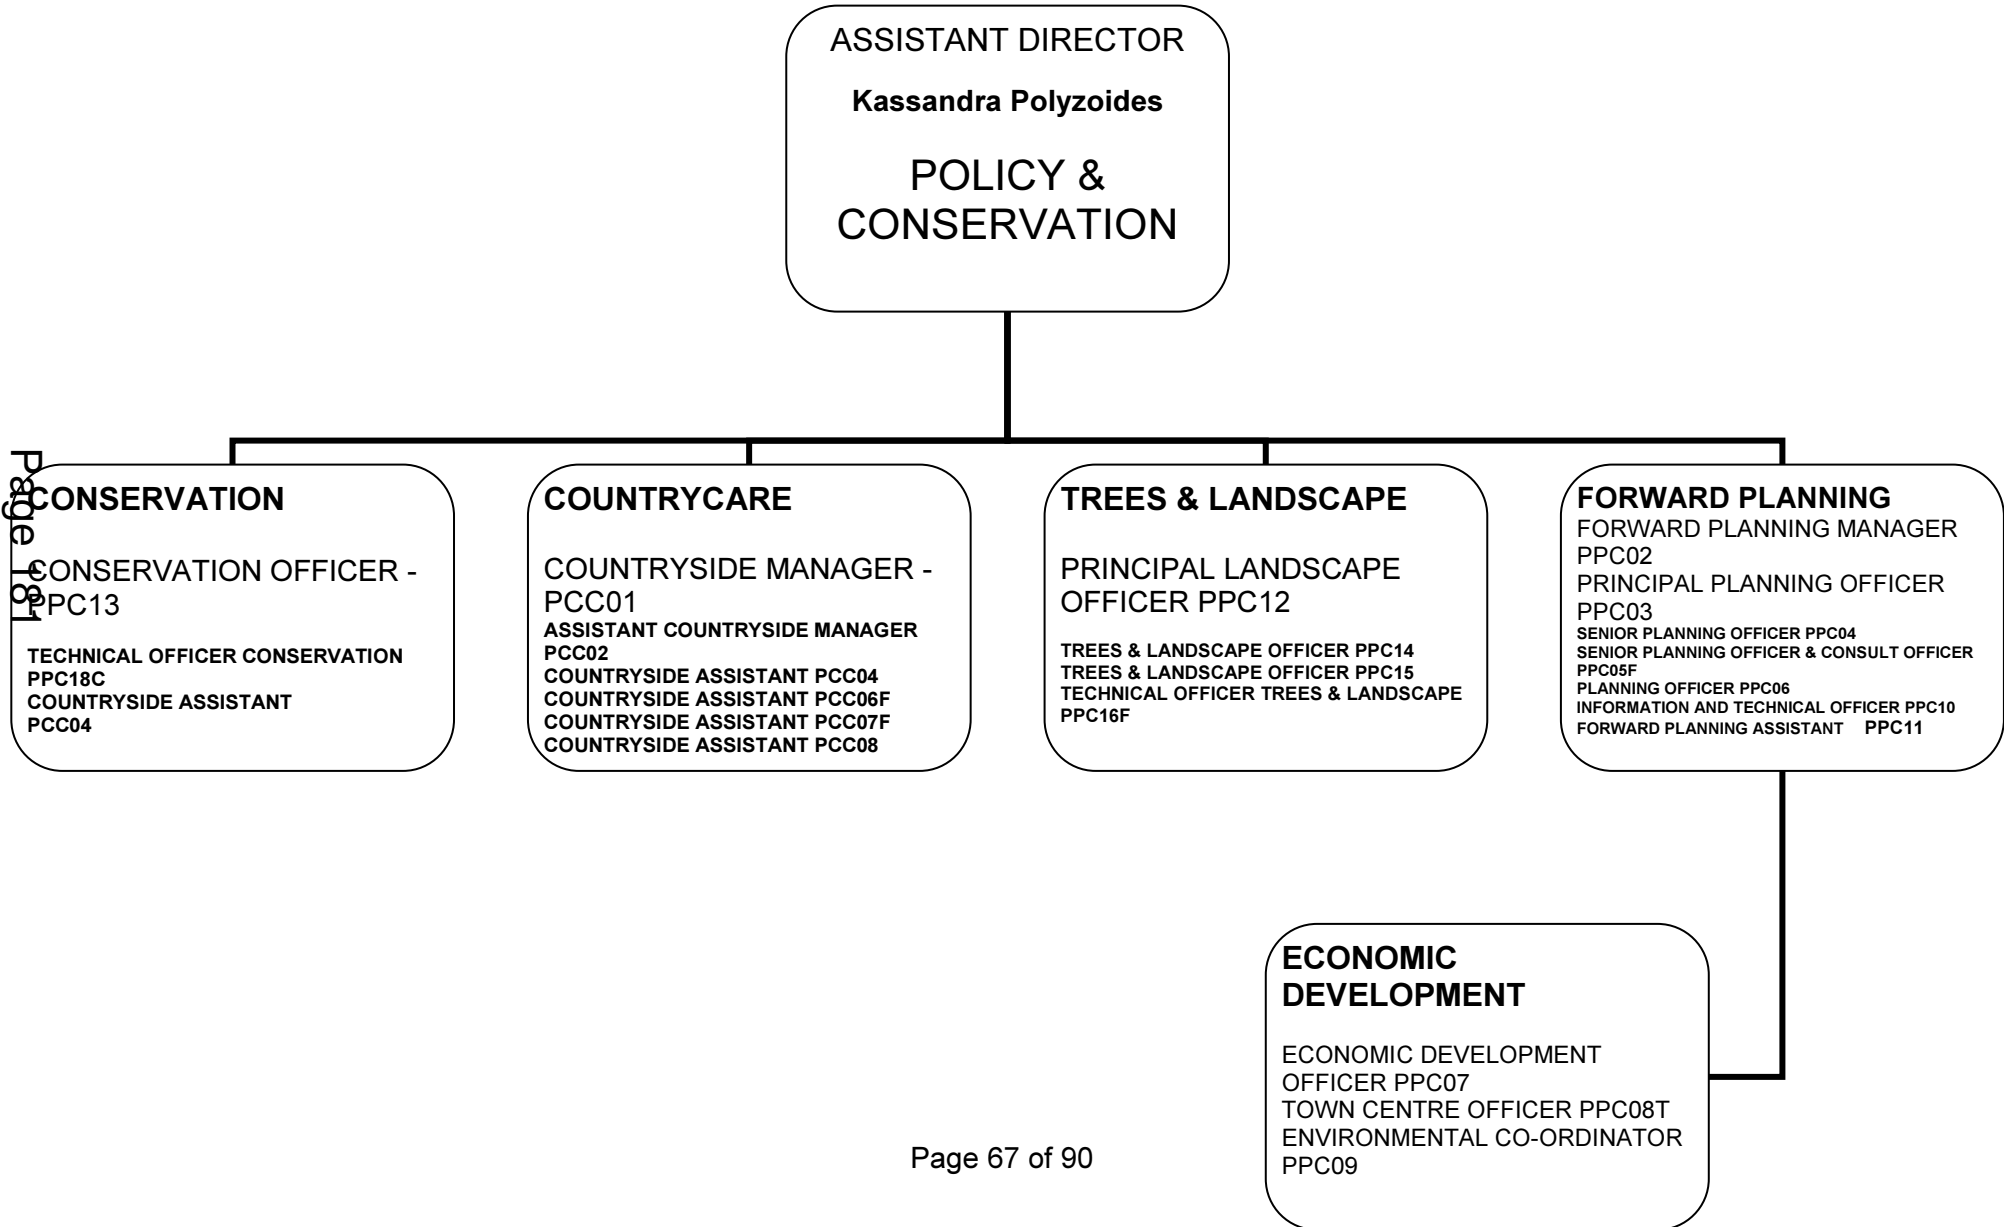 ASSISTANT DIRECTOR
Kassandra Polyzoides
POLICY &
CONSERVATION
Page 181
CONSERVATION
CONSERVATION OFFICER -
PPC13
TECHNICAL OFFICER CONSERVATION
PPC18C
COUNTRYSIDE ASSISTANT
PCC04
COUNTRYCARE
COUNTRYSIDE MANAGER -
PCC01
ASSISTANT COUNTRYSIDE MANAGER
PCC02
COUNTRYSIDE ASSISTANT PCC04
COUNTRYSIDE ASSISTANT PCC06F
COUNTRYSIDE ASSISTANT PCC07F
COUNTRYSIDE ASSISTANT PCC08
TREES & LANDSCAPE
PRINCIPAL LANDSCAPE
OFFICER PPC12
TREES & LANDSCAPE OFFICER PPC14
TREES & LANDSCAPE OFFICER PPC15
TECHNICAL OFFICER TREES & LANDSCAPE
PPC16F
FORWARD PLANNING
FORWARD PLANNING MANAGER
PPC02
PRINCIPAL PLANNING OFFICER
PPC03
SENIOR PLANNING OFFICER PPC04
SENIOR PLANNING OFFICER & CONSULT OFFICER
PPC05F
PLANNING OFFICER PPC06
INFORMATION AND TECHNICAL OFFICER PPC10
FORWARD PLANNING ASSISTANT PPC11
ECONOMIC
DEVELOPMENT
ECONOMIC DEVELOPMENT
OFFICER PPC07
TOWN CENTRE OFFICER PPC08T
ENVIRONMENTAL CO-ORDINATOR
PPC09
Page 67 of 90